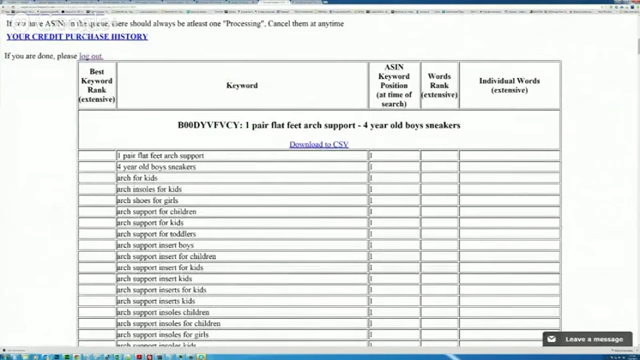 If you have ASINs in the queue, there should always be atleast one "Processing", Cancel them at anytime
YOUR CREDIT PURCHASE HISTORY
If you are done, please log out.
Best Keyword Rank (extensive)
Keyword
ASIN Keyword Position (at time of search)
Words Rank (extensive)
Individual Words (extensive)
B00DYVFVCY: 1 pair flat feet arch support - 4 year old boys sneakers
Download to CSV
1 pair flat feet arch support 1
4 year old boys sneakers 1
arch for kids 1
arch insoles for kids 1
arch shoes for girls 1
arch support for children 1
arch support for kids 1
arch support for toddlers 1
arch support insert boys 1
arch support insert for children 1
arch support insert for kids 1
arch support insert kids 1
arch support inserts for kids 1
arch support inserts kids 1
arch support insoles children 1
arch support insoles for children 1
arch support insoles for girls 1
arch support insoles kids 1
Leave a message